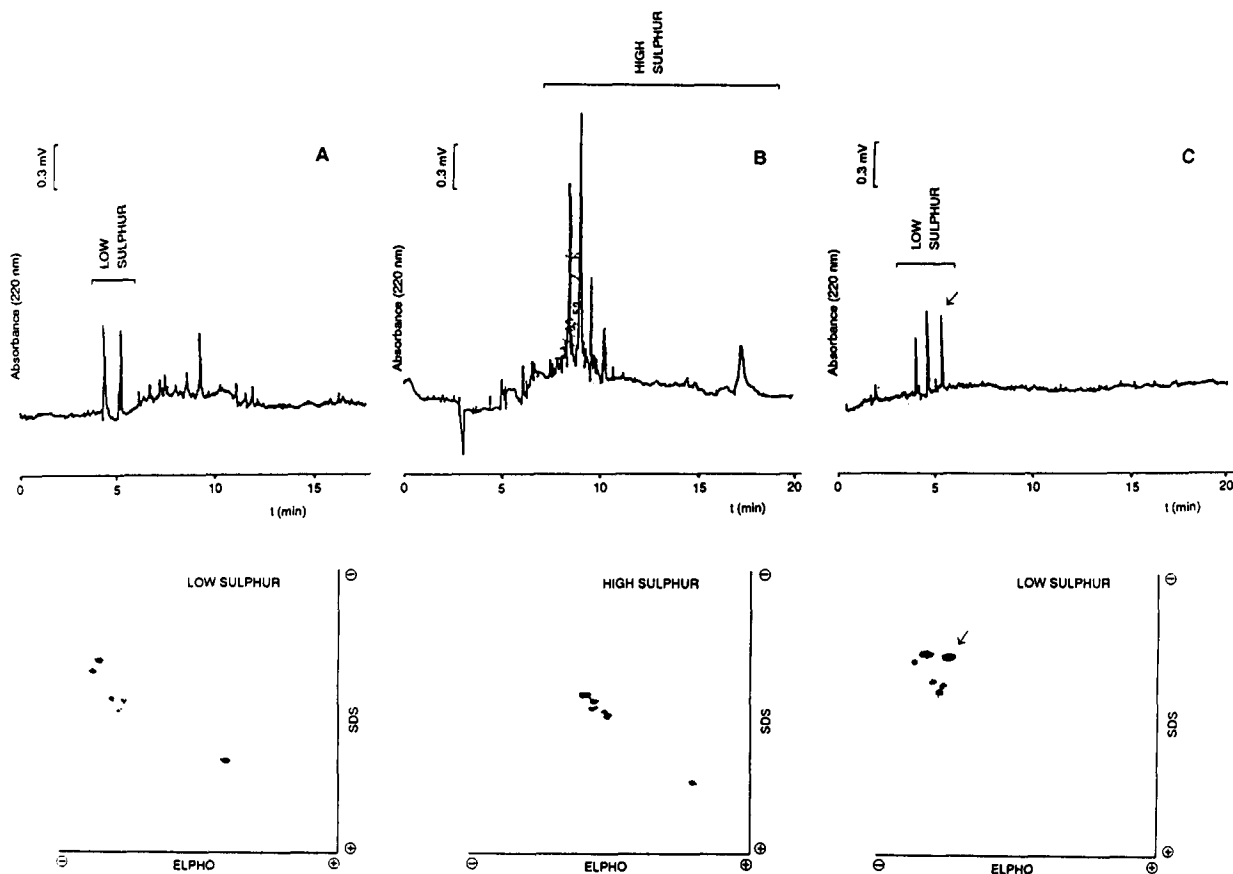 HIGH
SULPHUR
A
B
C
0.3 mV
0.3 mV
0.3 mV
LOW
SULPHUR
LOW
SULPHUR
Absorbance (220 nm)
Absorbance (220 nm)
Absorbance (220 nm)
0 5 10 15
t (min)
0 5 10 15 20
t (min)
0 5 10 15 20
t (min)
LOW SULPHUR
⊖
SDS
⊕
⊖ ELPHO ⊕
HIGH SULPHUR
⊖
SDS
⊕
⊖ ELPHO ⊕
LOW SULPHUR
⊖
SDS
⊕
⊖ ELPHO ⊕